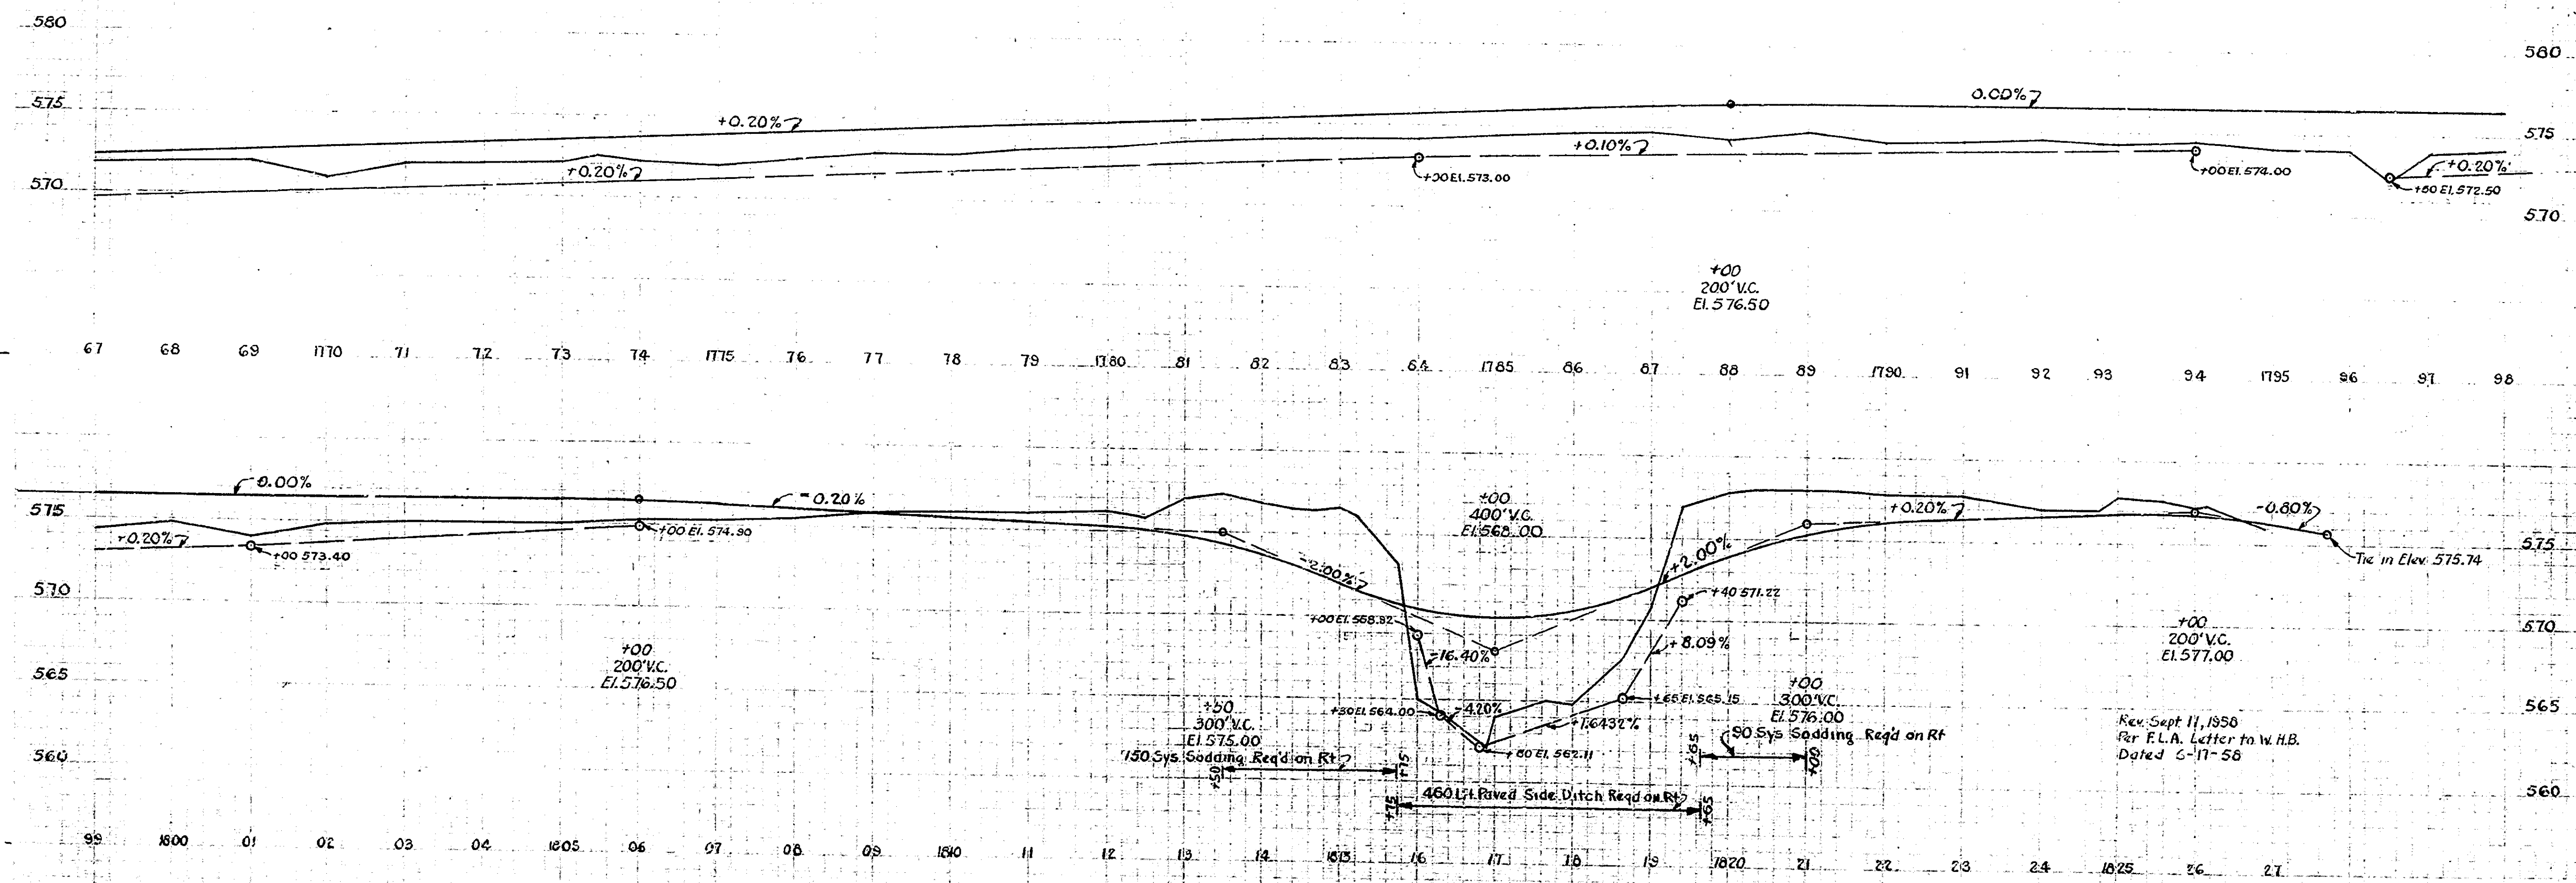 580
580
575
+0.20%
0.00%
575
+0.10%
570
+0.20%
+00 El. 573.00
+00 El. 574.00
+0.20%
+50 El. 572.50
570
+00
200' V.C.
El. 576.50
67 68 69 1770 71 72 73 74 1775 76 77 78 79 1780 81 82 83 84 1785 86 87 88 89 1790 91 92 93 94 1795 96 97 98
0.00%
-0.20%
575
+0.20%
+00 573.40
+00 El. 574.90
+00
400' V.C.
El. 568.00
+0.20%
-0.80%
575
Tie in Elev. 575.74
570
-2.00%
+2.00%
+40 571.22
+00 El. 568.92
570
-16.40%
+8.09%
+00
200' V.C.
El. 576.50
+00
200' V.C.
El. 577.00
565
+50
300' V.C.
El. 575.00
+30 El. 564.00
-4.20%
+1.6432%
+65 El. 565.15
+00
300' V.C.
El. 576.00
565
+80 El. 562.11
Rev. Sept 11, 1958
Per F.L.A. Letter to W.H.B.
Dated 6-17-58
560
750 Sys Sodding Req'd on Rt
+50
+75
90 Sys Sodding Req'd on Rt
+65
+00
460 Lft Paved Side Ditch Req'd on Rt
+75
+65
560
99 1800 01 02 03 04 1805 06 07 08 09 1810 11 12 13 14 1815 16 17 18 19 1820 21 22 23 24 1825 26 27